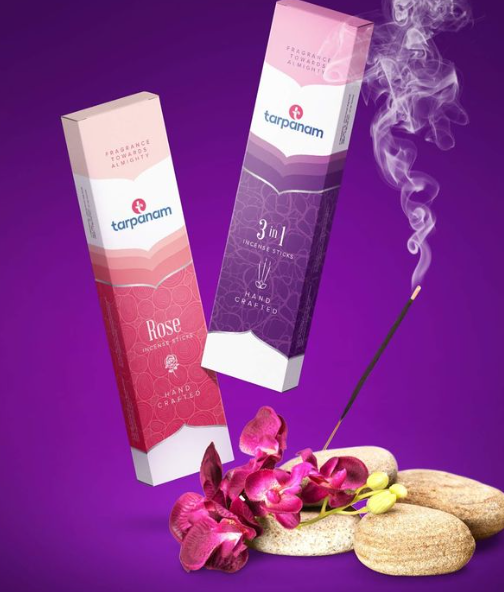 FRAGRANCE
TOWARDS
ALMIGHTY
tarpanam
Rose
INCENSE STICKS
HAND
CRAFTED
FRAGRANCE
TOWARDS
ALMIGHTY
tarpanam
3 in 1
INCENSE STICKS
HAND
CRAFTED